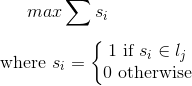 max ∑ s_i
where s_i = { 1 if s_i ∈ l_j
0 otherwise